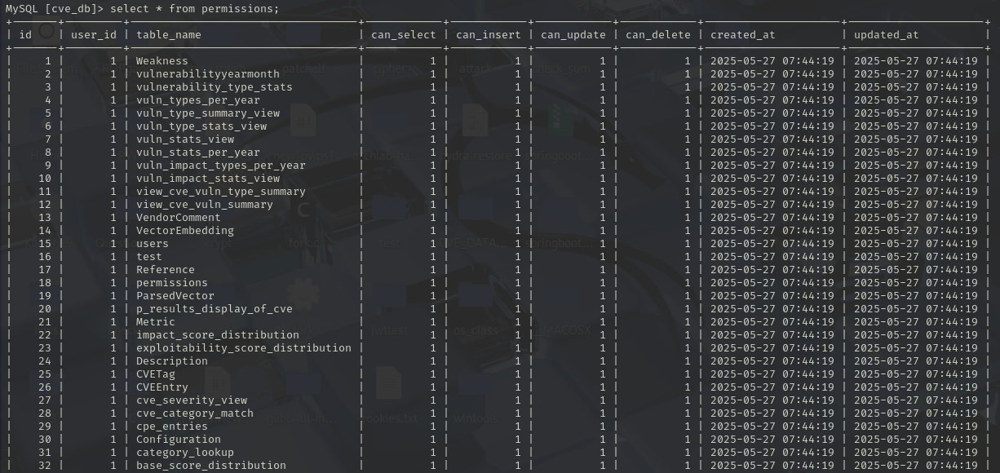 MySQL [cve_db]> select * from permissions;
| id | user_id | table_name | can_select | can_insert | can_update | can_delete | created_at | updated_at |
| 1 | 1 | Weakness | 1 | 1 | 1 | 1 | 2025-05-27 07:44:19 | 2025-05-27 07:44:19 |
| 2 | 1 | vulnerabilityyearmonth | 1 | 1 | 1 | 1 | 2025-05-27 07:44:19 | 2025-05-27 07:44:19 |
| 3 | 1 | vulnerability_type_stats | 1 | 1 | 1 | 1 | 2025-05-27 07:44:19 | 2025-05-27 07:44:19 |
| 4 | 1 | vuln_types_per_year | 1 | 1 | 1 | 1 | 2025-05-27 07:44:19 | 2025-05-27 07:44:19 |
| 5 | 1 | vuln_type_summary_view | 1 | 1 | 1 | 1 | 2025-05-27 07:44:19 | 2025-05-27 07:44:19 |
| 6 | 1 | vuln_type_stats_view | 1 | 1 | 1 | 1 | 2025-05-27 07:44:19 | 2025-05-27 07:44:19 |
| 7 | 1 | vuln_stats_view | 1 | 1 | 1 | 1 | 2025-05-27 07:44:19 | 2025-05-27 07:44:19 |
| 8 | 1 | vuln_stats_per_year | 1 | 1 | 1 | 1 | 2025-05-27 07:44:19 | 2025-05-27 07:44:19 |
| 9 | 1 | vuln_impact_types_per_year | 1 | 1 | 1 | 1 | 2025-05-27 07:44:19 | 2025-05-27 07:44:19 |
| 10 | 1 | vuln_impact_stats_view | 1 | 1 | 1 | 1 | 2025-05-27 07:44:19 | 2025-05-27 07:44:19 |
| 11 | 1 | view_cve_vuln_type_summary | 1 | 1 | 1 | 1 | 2025-05-27 07:44:19 | 2025-05-27 07:44:19 |
| 12 | 1 | view_cve_vuln_summary | 1 | 1 | 1 | 1 | 2025-05-27 07:44:19 | 2025-05-27 07:44:19 |
| 13 | 1 | VendorComment | 1 | 1 | 1 | 1 | 2025-05-27 07:44:19 | 2025-05-27 07:44:19 |
| 14 | 1 | VectorEmbedding | 1 | 1 | 1 | 1 | 2025-05-27 07:44:19 | 2025-05-27 07:44:19 |
| 15 | 1 | users | 1 | 1 | 1 | 1 | 2025-05-27 07:44:19 | 2025-05-27 07:44:19 |
| 16 | 1 | test | 1 | 1 | 1 | 1 | 2025-05-27 07:44:19 | 2025-05-27 07:44:19 |
| 17 | 1 | Reference | 1 | 1 | 1 | 1 | 2025-05-27 07:44:19 | 2025-05-27 07:44:19 |
| 18 | 1 | permissions | 1 | 1 | 1 | 1 | 2025-05-27 07:44:19 | 2025-05-27 07:44:19 |
| 19 | 1 | ParsedVector | 1 | 1 | 1 | 1 | 2025-05-27 07:44:19 | 2025-05-27 07:44:19 |
| 20 | 1 | p_results_display_of_cve | 1 | 1 | 1 | 1 | 2025-05-27 07:44:19 | 2025-05-27 07:44:19 |
| 21 | 1 | Metric | 1 | 1 | 1 | 1 | 2025-05-27 07:44:19 | 2025-05-27 07:44:19 |
| 22 | 1 | impact_score_distribution | 1 | 1 | 1 | 1 | 2025-05-27 07:44:19 | 2025-05-27 07:44:19 |
| 23 | 1 | exploitability_score_distribution | 1 | 1 | 1 | 1 | 2025-05-27 07:44:19 | 2025-05-27 07:44:19 |
| 24 | 1 | Description | 1 | 1 | 1 | 1 | 2025-05-27 07:44:19 | 2025-05-27 07:44:19 |
| 25 | 1 | CVETag | 1 | 1 | 1 | 1 | 2025-05-27 07:44:19 | 2025-05-27 07:44:19 |
| 26 | 1 | CVEEntry | 1 | 1 | 1 | 1 | 2025-05-27 07:44:19 | 2025-05-27 07:44:19 |
| 27 | 1 | cve_severity_view | 1 | 1 | 1 | 1 | 2025-05-27 07:44:19 | 2025-05-27 07:44:19 |
| 28 | 1 | cve_category_match | 1 | 1 | 1 | 1 | 2025-05-27 07:44:19 | 2025-05-27 07:44:19 |
| 29 | 1 | cpe_entries | 1 | 1 | 1 | 1 | 2025-05-27 07:44:19 | 2025-05-27 07:44:19 |
| 30 | 1 | Configuration | 1 | 1 | 1 | 1 | 2025-05-27 07:44:19 | 2025-05-27 07:44:19 |
| 31 | 1 | category_lookup | 1 | 1 | 1 | 1 | 2025-05-27 07:44:19 | 2025-05-27 07:44:19 |
| 32 | 1 | base_score_distribution | 1 | 1 | 1 | 1 | 2025-05-27 07:44:19 | 2025-05-27 07:44:19 |